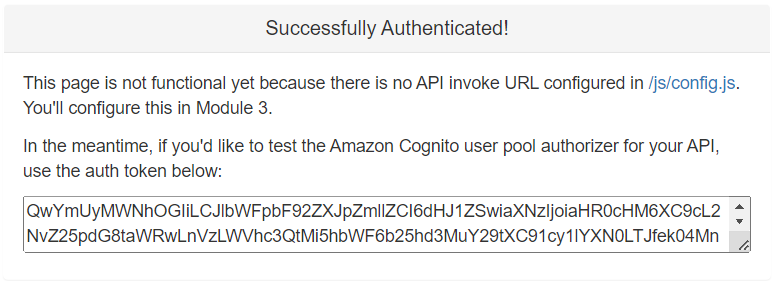 Successfully Authenticated!
This page is not functional yet because there is no API invoke URL configured in /js/config.js.
You'll configure this in Module 3.
In the meantime, if you'd like to test the Amazon Cognito user pool authorizer for your API,
use the auth token below:
QwYmUyMWNhOGIiLCJlbWFpbF92ZXJpZmllZCI6dHJ1ZSwiaXNzIjoiaHR0cHM6XC9cL2
NvZ25pdG8taWRwLnVzLWVhc3QtMi5hbWF6b25hd3MuY29tXC91cy1lYXN0LTJfek04Mn